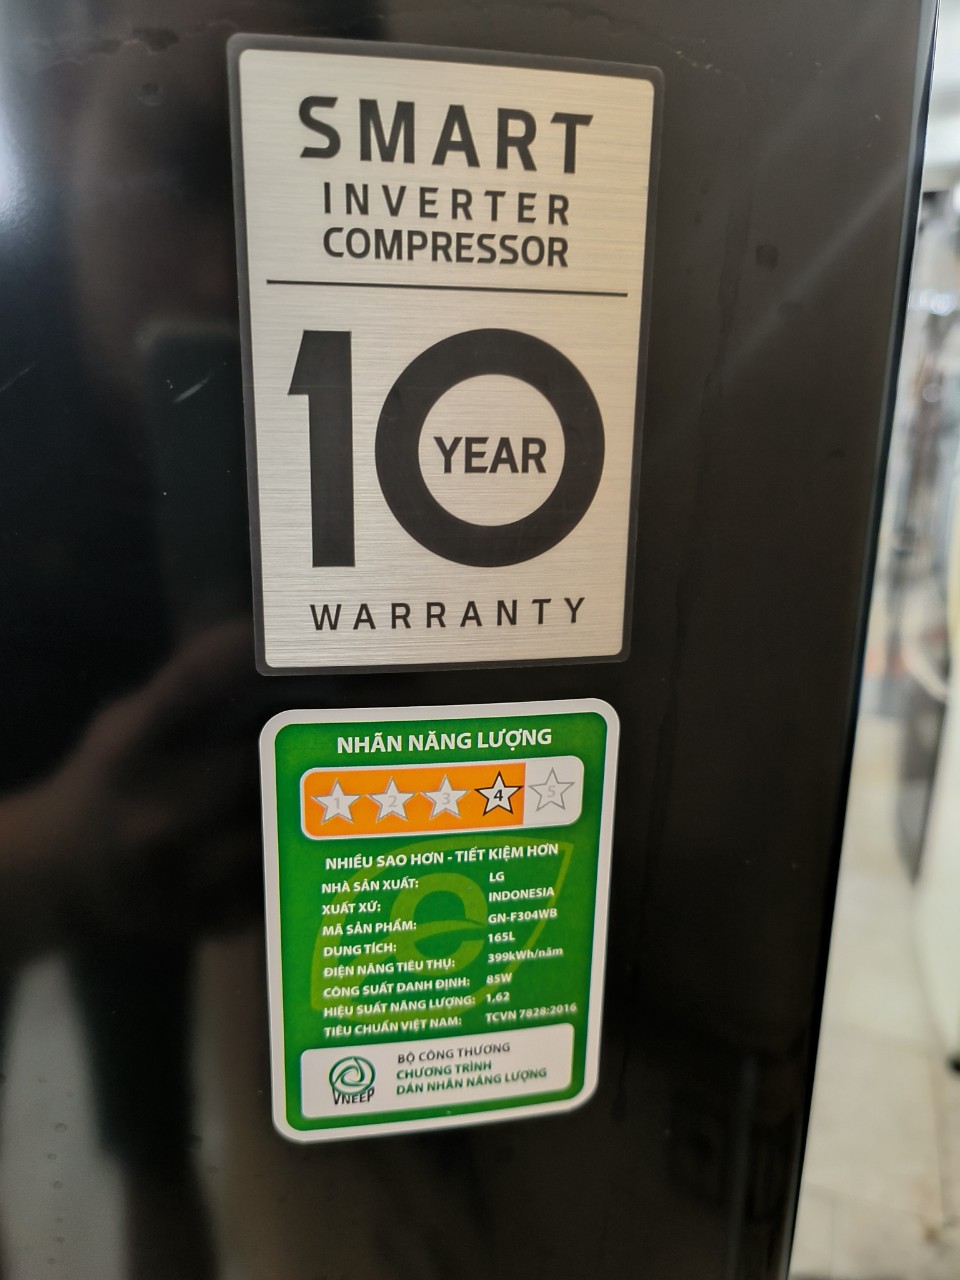 SMART
INVERTER
COMPRESSOR
10
YEAR
WARRANTY
NHÃN NĂNG LƯỢNG
1 2 3 4 5
NHIỀU SAO HƠN - TIẾT KIỆM HƠN
NHÀ SẢN XUẤT: LG
XUẤT XỨ: INDONESIA
MÃ SẢN PHẨM: GN-F304WB
DUNG TÍCH: 165L
ĐIỆN NĂNG TIÊU THỤ: 399kWh/năm
CÔNG SUẤT DANH ĐỊNH: 85W
HIỆU SUẤT NĂNG LƯỢNG: 1,62
TIÊU CHUẨN VIỆT NAM: TCVN 7828:2016
VNEEP
BỘ CÔNG THƯƠNG
CHƯƠNG TRÌNH
DÁN NHÃN NĂNG LƯỢNG